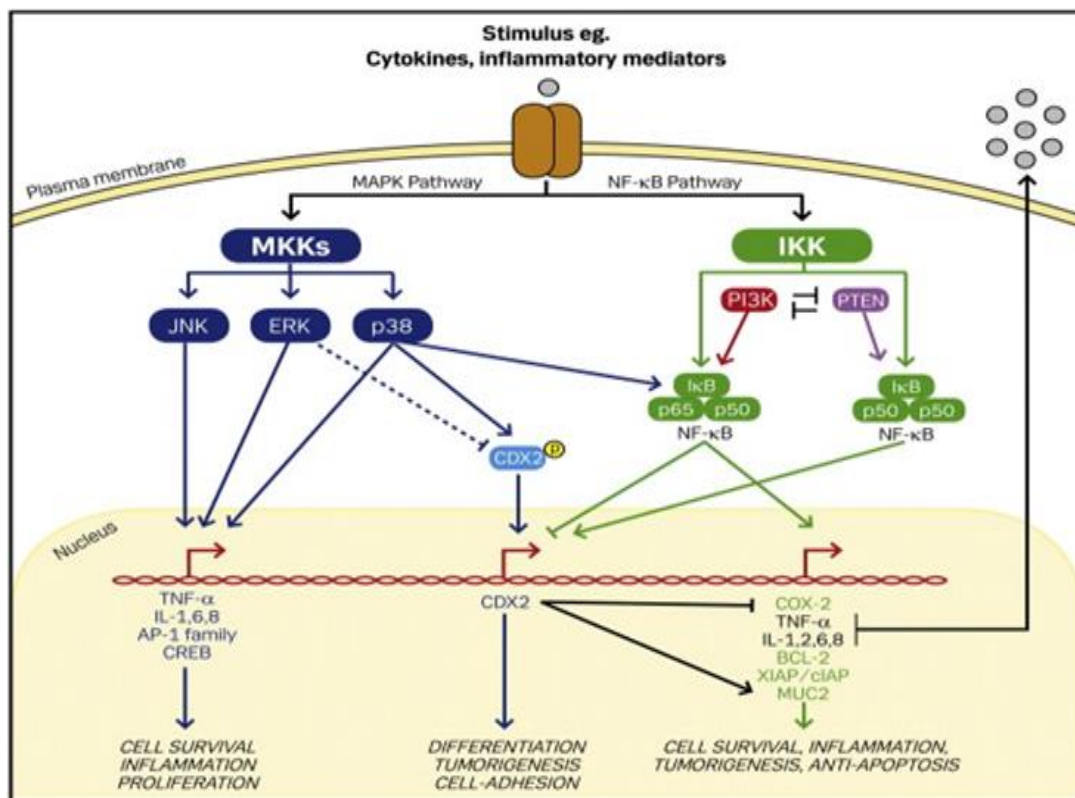 Stimulus eg.
Cytokines, inflammatory mediators
Plasma membrane
MAPK Pathway
NF-κB Pathway
MKKs
IKK
JNK
ERK
p38
PI3K
PTEN
IκB
p65
p50
NF-κB
IκB
p50
p50
NF-κB
CDX2
P
Nucleus
TNF-α
IL-1,6,8
AP-1 family
CREB
CDX2
COX-2
TNF-α
IL-1,2,6,8
BCL-2
XIAP/cIAP
MUC2
CELL SURVIVAL
INFLAMMATION
PROLIFERATION
DIFFERENTIATION
TUMORIGENESIS
CELL-ADHESION
CELL SURVIVAL, INFLAMMATION,
TUMORIGENESIS, ANTI-APOPTOSIS